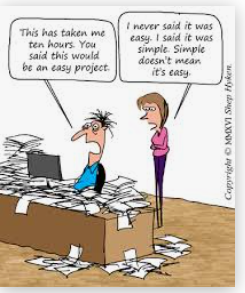 This has taken me
ten hours. You
said this would
be an easy project.
I never said it was
easy. I said it was
simple. Simple
doesn't mean
it's easy.
Copyright © MMXVI Shep Hyken